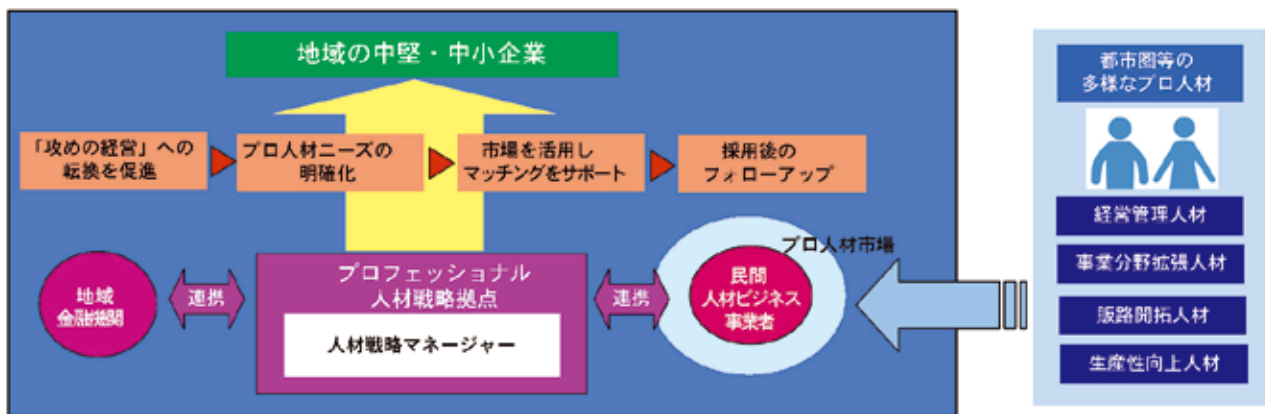 地域の中堅・中小企業
「攻めの経営」への
転換を促進
プロ人材ニーズの
明確化
市場を活用し
マッチングをサポート
採用後の
フォローアップ
地域
金融機関
連携
プロフェッショナル
人材戦略拠点
人材戦略マネージャー
連携
プロ人材市場
民間
人材ビジネス
事業者
都市圏等の
多様なプロ人材
経営管理人材
事業分野拡張人材
販路開拓人材
生産性向上人材